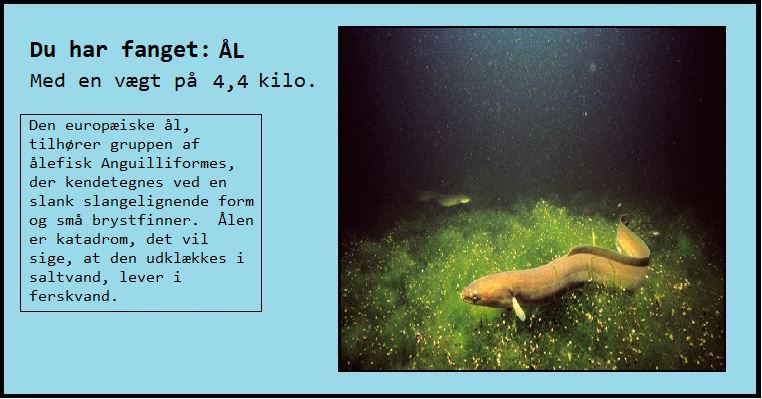 Du har fanget: ÅL
Med en vægt på 4,4 kilo.
Den europæiske ål,
tilhører gruppen af
ålefisk Anguilliformes,
der kendetegnes ved en
slank slangelignende form
og små brystfinner. Ålen
er katadrom, det vil
sige, at den udklækkes i
saltvand, lever i
ferskvand.